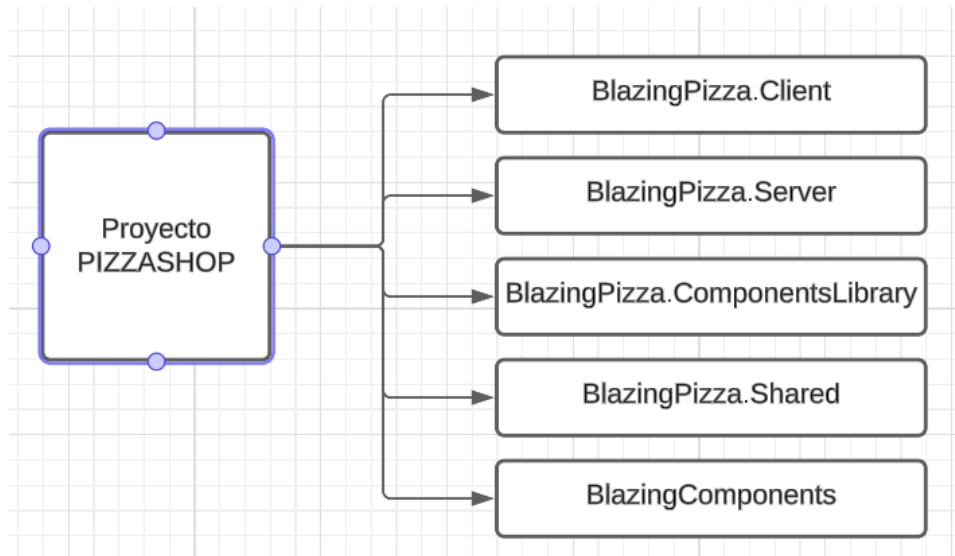 Proyecto
PIZZASHOP
BlazingPizza.Client
BlazingPizza.Server
BlazingPizza.ComponentsLibrary
BlazingPizza.Shared
BlazingComponents